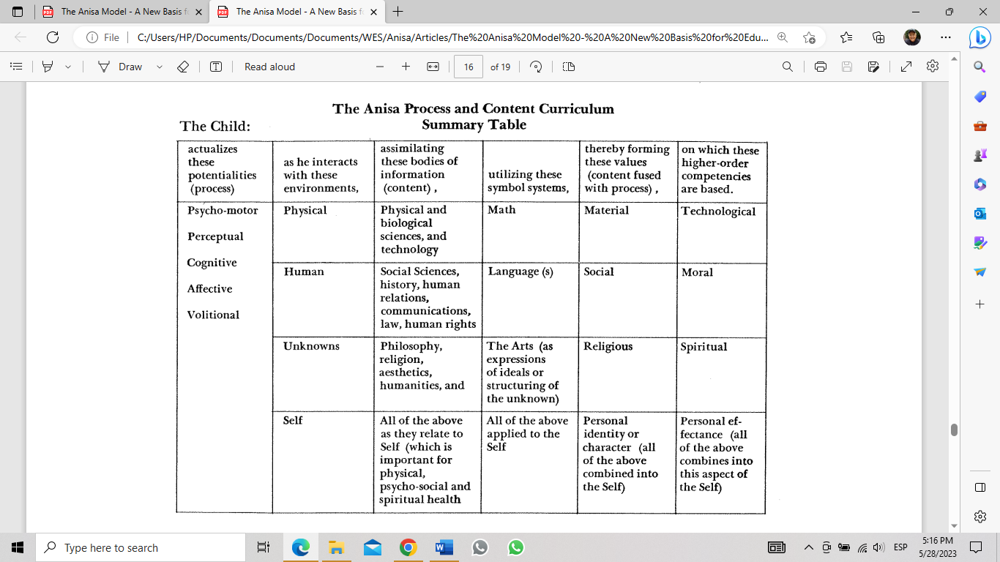 The Anisa Model - A New Basis f
The Anisa Model - A New Basis f
File
C:/Users/HP/Documents/Documents/Documents/WES/Anisa/Articles/The%20Anisa%20Model%20-%20A%20New%20Basis%20for%20Edu...
Draw
Read aloud
16
of 19
The Anisa Process and Content Curriculum
Summary Table
The Child:
actualizes
these
potentialities
(process)
as he interacts
with these
environments,
assimilating
these bodies of
information
(content) ,
utilizing these
symbol systems,
thereby forming
these values
(content fused
with process) ,
on which these
higher-order
competencies
are based.
Psycho-motor
Perceptual
Cognitive
Affective
Volitional
Physical
Physical and
biological
sciences, and
technology
Math
Material
Technological
Human
Social Sciences,
history, human
relations,
communications,
law, human rights
Language (s)
Social
Moral
Unknowns
Philosophy,
religion,
aesthetics,
humanities, and
The Arts (as
expressions
of ideals or
structuring of
the unknown)
Religious
Spiritual
Self
All of the above
as they relate to
Self (which is
important for
physical,
psycho-social and
spiritual health
All of the above
applied to the
Self
Personal
identity or
character (all
of the above
combined into
the Self)
Personal ef-
fectance (all
of the above
combines into
this aspect of
the Self)
Type here to search
ESP
5:16 PM
5/28/2023